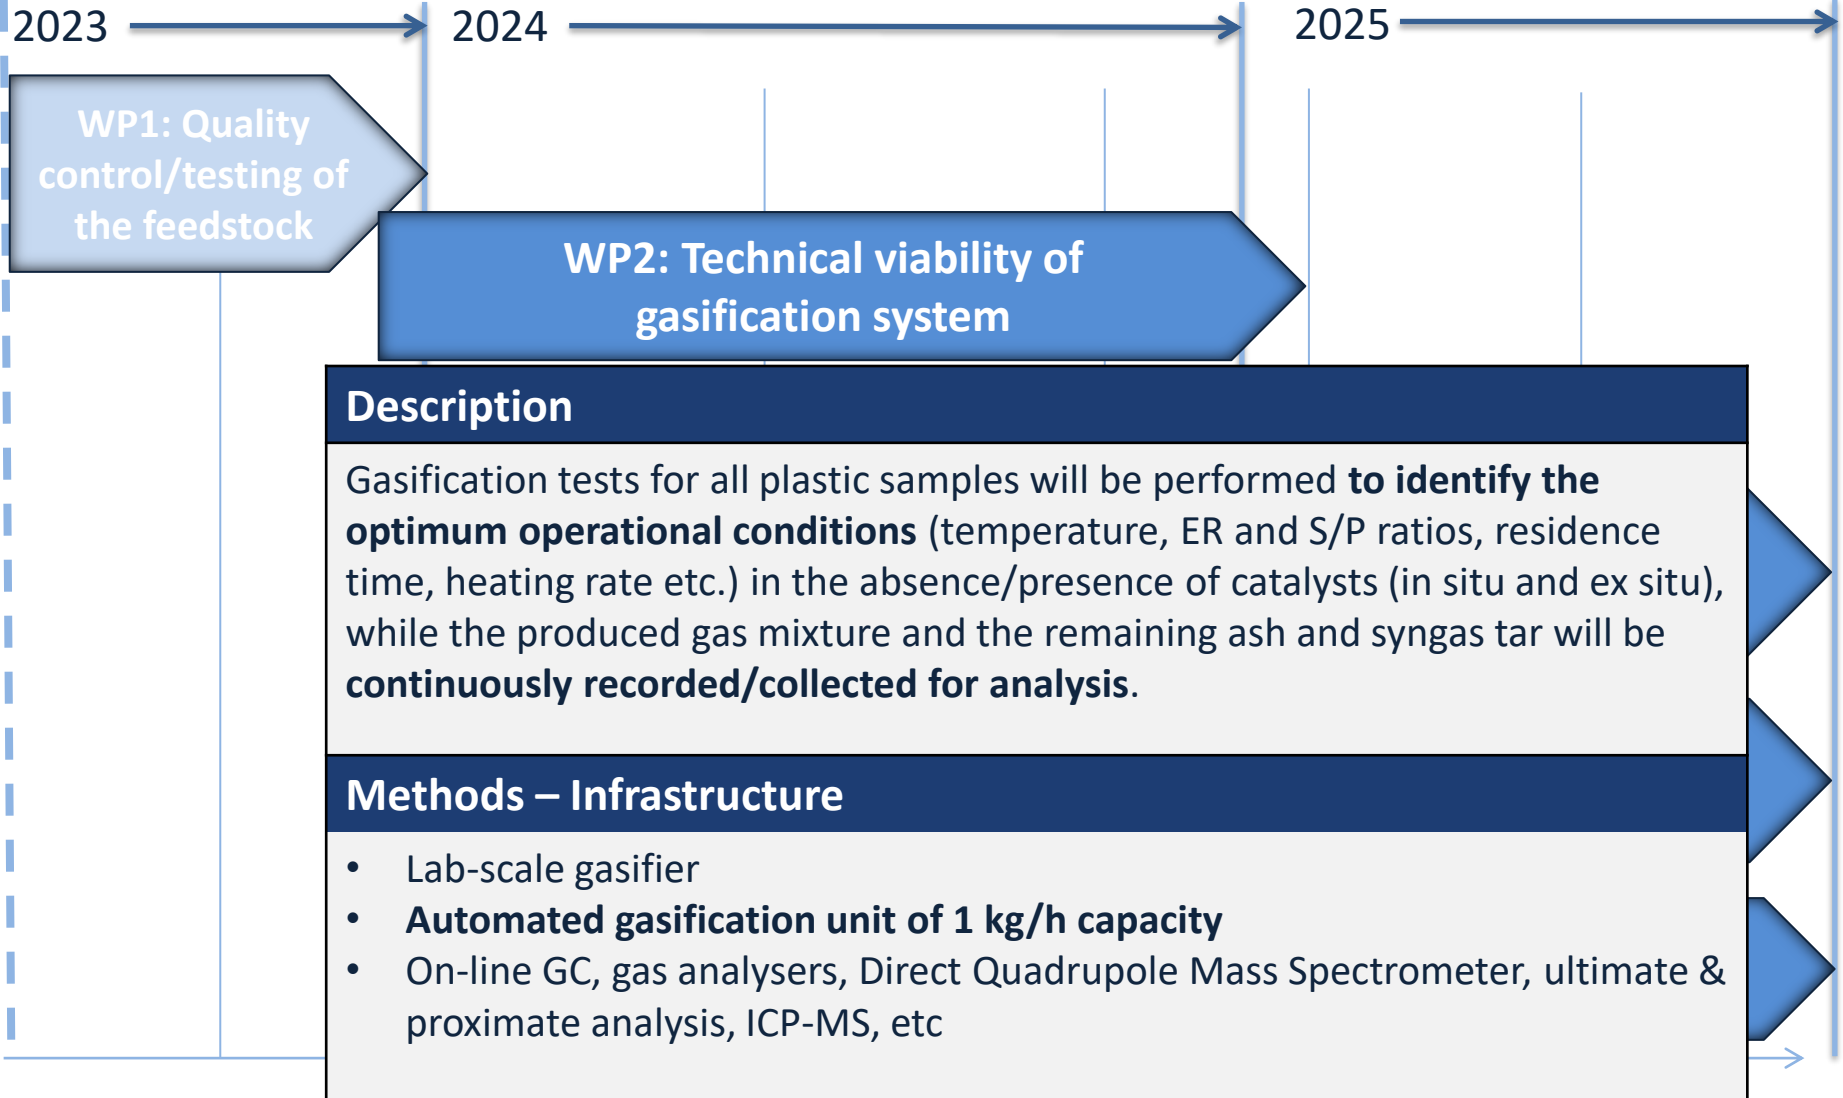 2023
2024
2025
WP1: Quality
control/testing of
the feedstock
WP2: Technical viability of
gasification system
Description
Gasification tests for all plastic samples will be performed to identify the
optimum operational conditions (temperature, ER and S/P ratios, residence
time, heating rate etc.) in the absence/presence of catalysts (in situ and ex situ),
while the produced gas mixture and the remaining ash and syngas tar will be
continuously recorded/collected for analysis.
Methods – Infrastructure
• Lab-scale gasifier
• Automated gasification unit of 1 kg/h capacity
• On-line GC, gas analysers, Direct Quadrupole Mass Spectrometer, ultimate &
proximate analysis, ICP-MS, etc